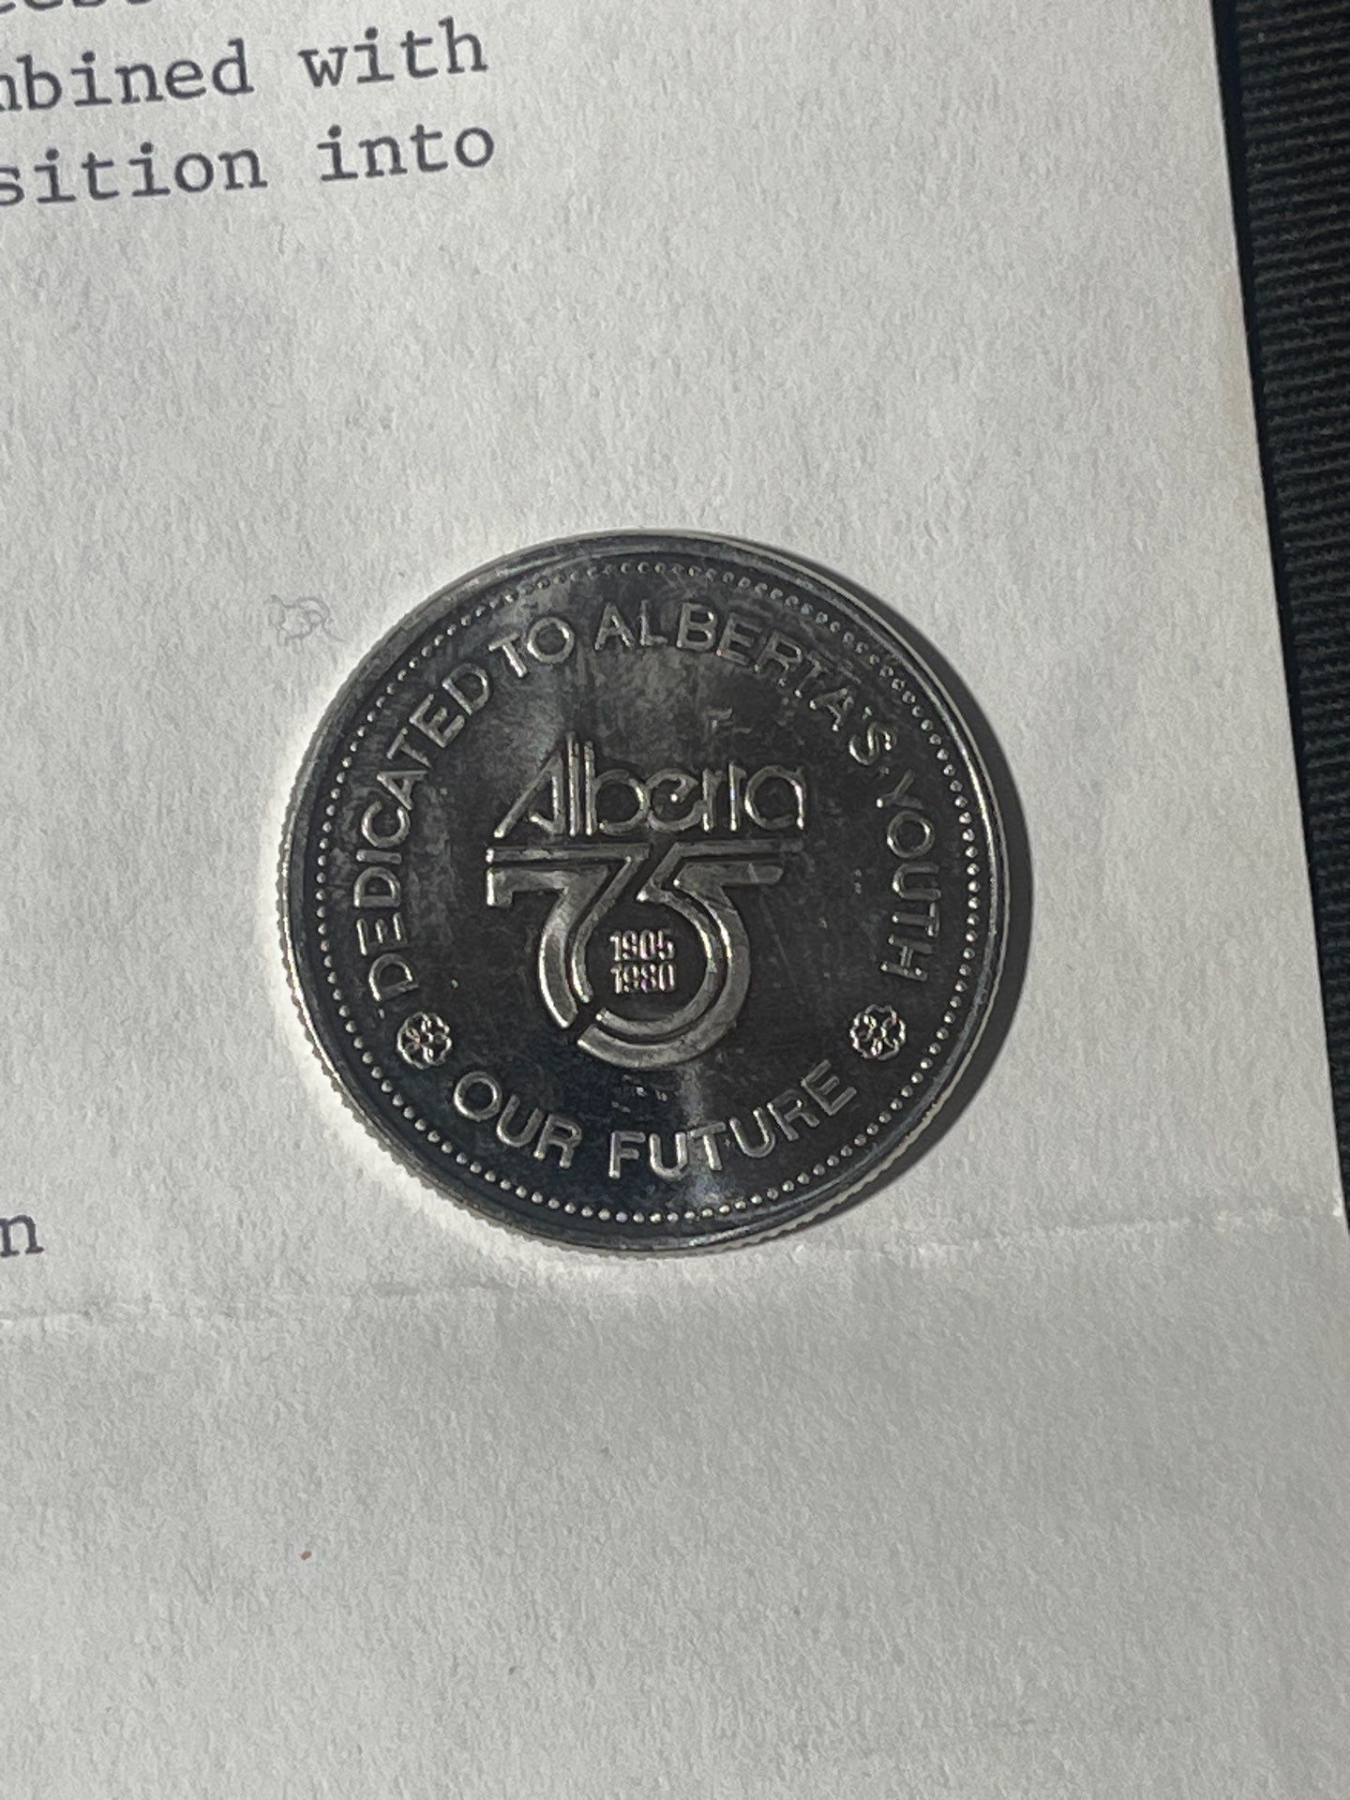 mbined with
sition into
DEDICATED TO ALBERTA'S YOUTH
Alberta
75
1905
1980
OUR FUTURE
n